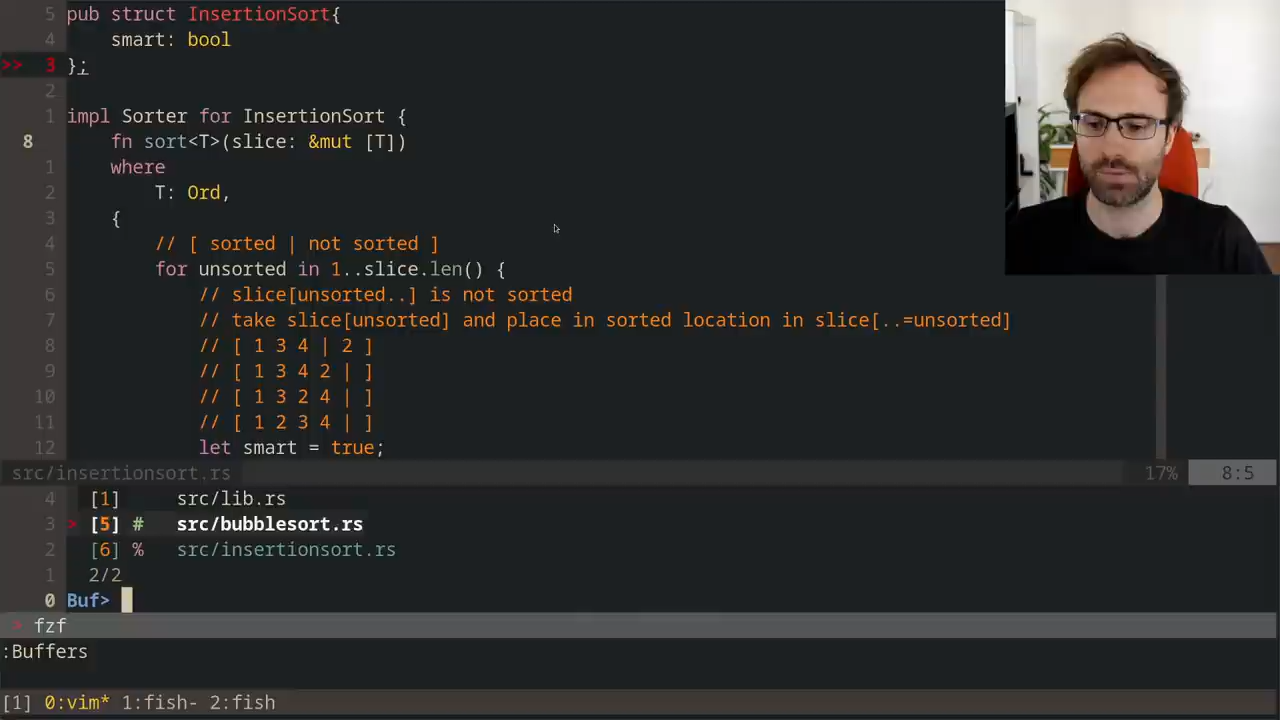 5 pub struct InsertionSort{
4 smart: bool
>> 3 };
2
1 impl Sorter for InsertionSort {
8 fn sort<T>(slice: &mut [T])
1 where
2 T: Ord,
3 {
4 // [ sorted | not sorted ]
5 for unsorted in 1..slice.len() {
6 // slice[unsorted..] is not sorted
7 // take slice[unsorted] and place in sorted location in slice[..=unsorted]
8 // [ 1 3 4 | 2 ]
9 // [ 1 3 4 2 | ]
10 // [ 1 3 2 4 | ]
11 // [ 1 2 3 4 | ]
12 let smart = true;
src/insertionsort.rs 17% 8:5
4 [1] src/lib.rs
3 > [5] # src/bubblesort.rs
2 [6] % src/insertionsort.rs
1 2/2
0 Buf>
> fzf
:Buffers
[1] 0:vim* 1:fish- 2:fish